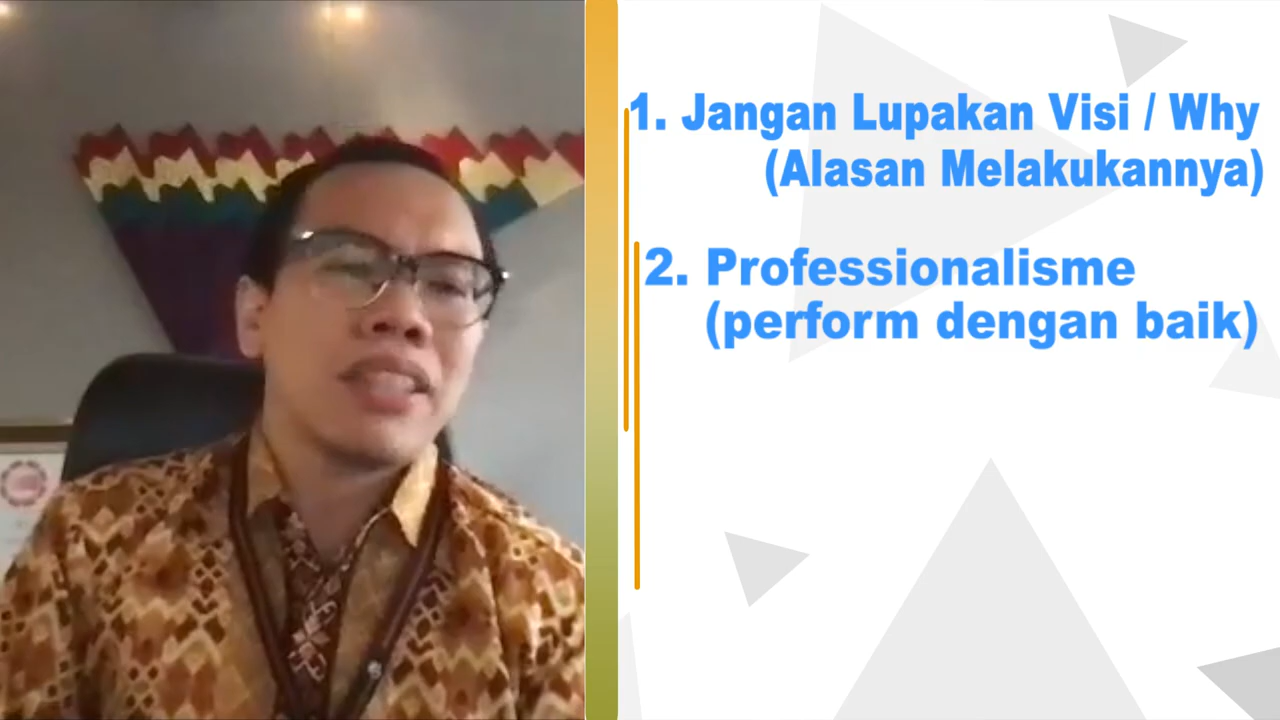 1. Jangan Lupakan Visi / Why
(Alasan Melakukannya)
2. Professionalisme
(perform dengan baik)